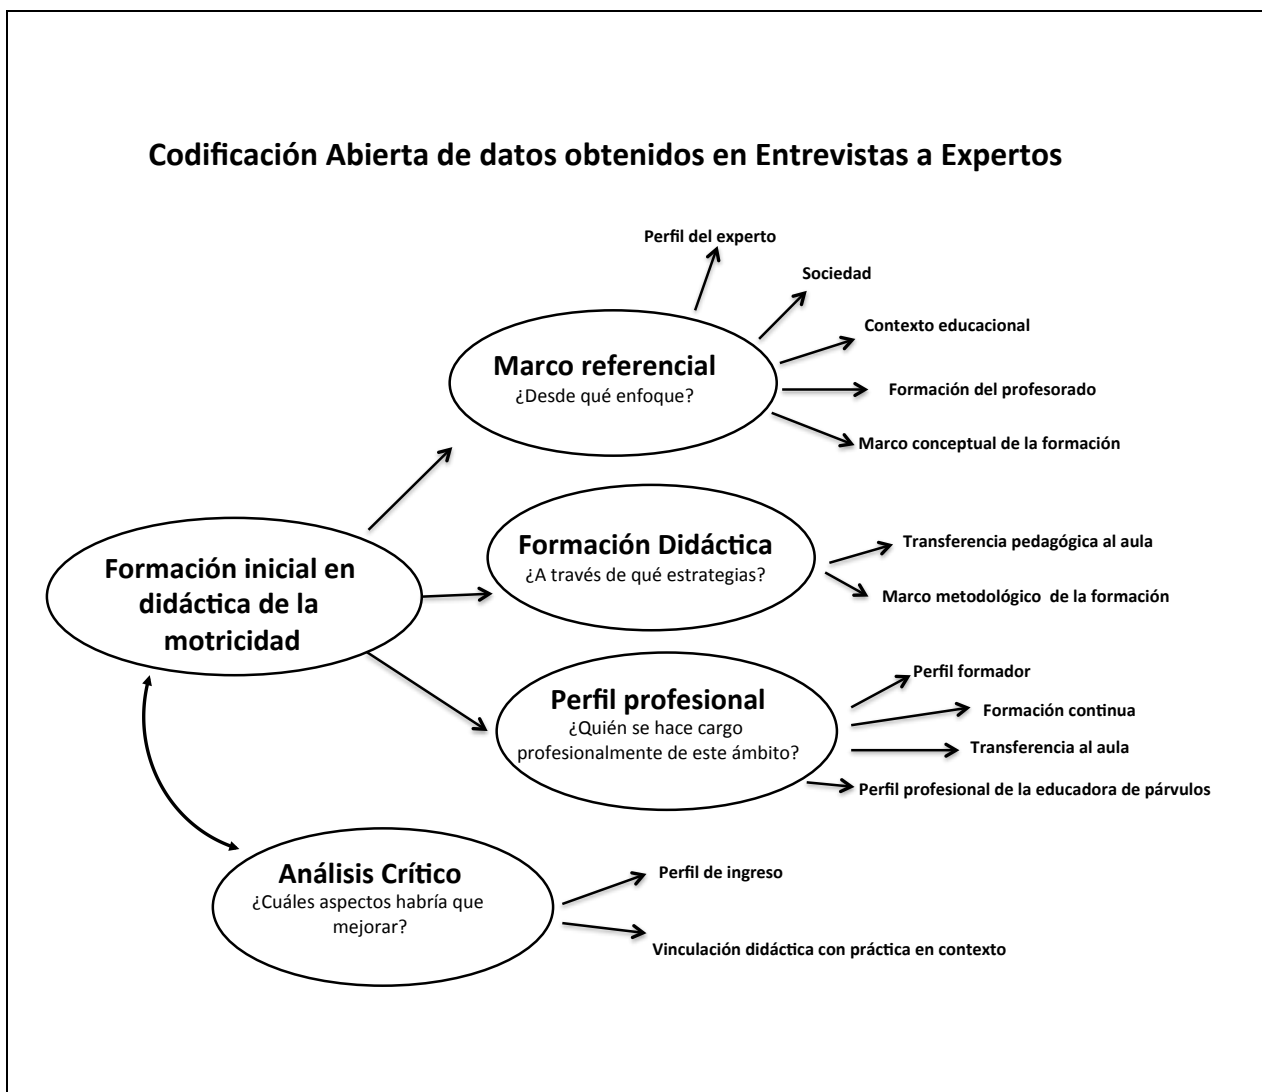 Codificación Abierta de datos obtenidos en Entrevistas a Expertos
Perfil del experto
Sociedad
Contexto educacional
Marco referencial
¿Desde qué enfoque?
Formación del profesorado
Marco conceptual de la formación
Formación Didáctica
¿A través de qué estrategias?
Transferencia pedagógica al aula
Marco metodológico  de la formación
Formación inicial en
didáctica de la
motricidad
Perfil profesional
¿Quién se hace cargo
profesionalmente de este ámbito?
Perfil formador
Formación continua
Transferencia al aula
Perfil profesional de la educadora de párvulos
Análisis Crítico
¿Cuáles aspectos habría que
mejorar?
Perfil de ingreso
Vinculación didáctica con práctica en contexto